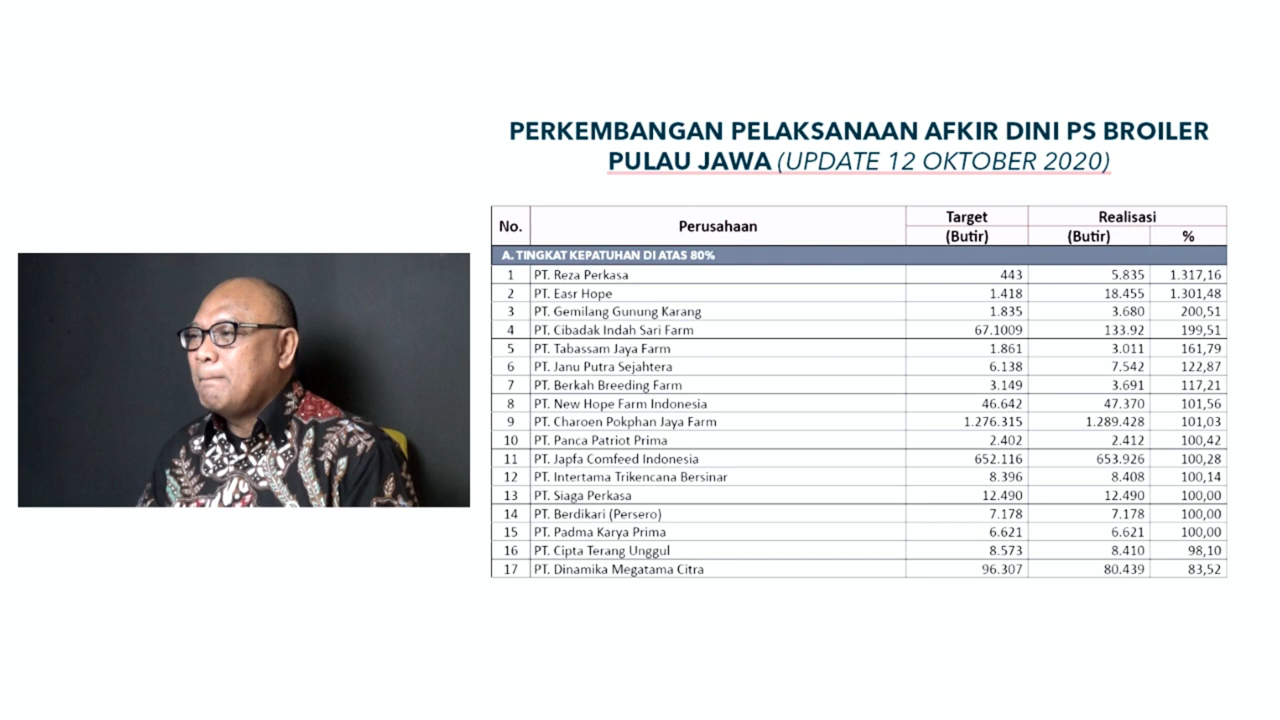 PERKEMBANGAN PELAKSANAAN AFKIR DINI PS BROILER
PULAU JAWA (UPDATE 12 OKTOBER 2020)
No. Perusahaan Target (Butir) Realisasi (Butir) %
A. TINGKAT KEPATUHAN DI ATAS 80%
1 PT. Reza Perkasa 443 5.835 1.317,16
2 PT. Easr Hope 1.418 18.455 1.301,48
3 PT. Gemilang Gunung Karang 1.835 3.680 200,51
4 PT. Cibadak Indah Sari Farm 67.1009 133.92 199,51
5 PT. Tabassam Jaya Farm 1.861 3.011 161,79
6 PT. Janu Putra Sejahtera 6.138 7.542 122,87
7 PT. Berkah Breeding Farm 3.149 3.691 117,21
8 PT. New Hope Farm Indonesia 46.642 47.370 101,56
9 PT. Charoen Pokphan Jaya Farm 1.276.315 1.289.428 101,03
10 PT. Panca Patriot Prima 2.402 2.412 100,42
11 PT. Japfa Comfeed Indonesia 652.116 653.926 100,28
12 PT. Intertama Trikencana Bersinar 8.396 8.408 100,14
13 PT. Siaga Perkasa 12.490 12.490 100,00
14 PT. Berdikari (Persero) 7.178 7.178 100,00
15 PT. Padma Karya Prima 6.621 6.621 100,00
16 PT. Cipta Terang Unggul 8.573 8.410 98,10
17 PT. Dinamika Megatama Citra 96.307 80.439 83,52